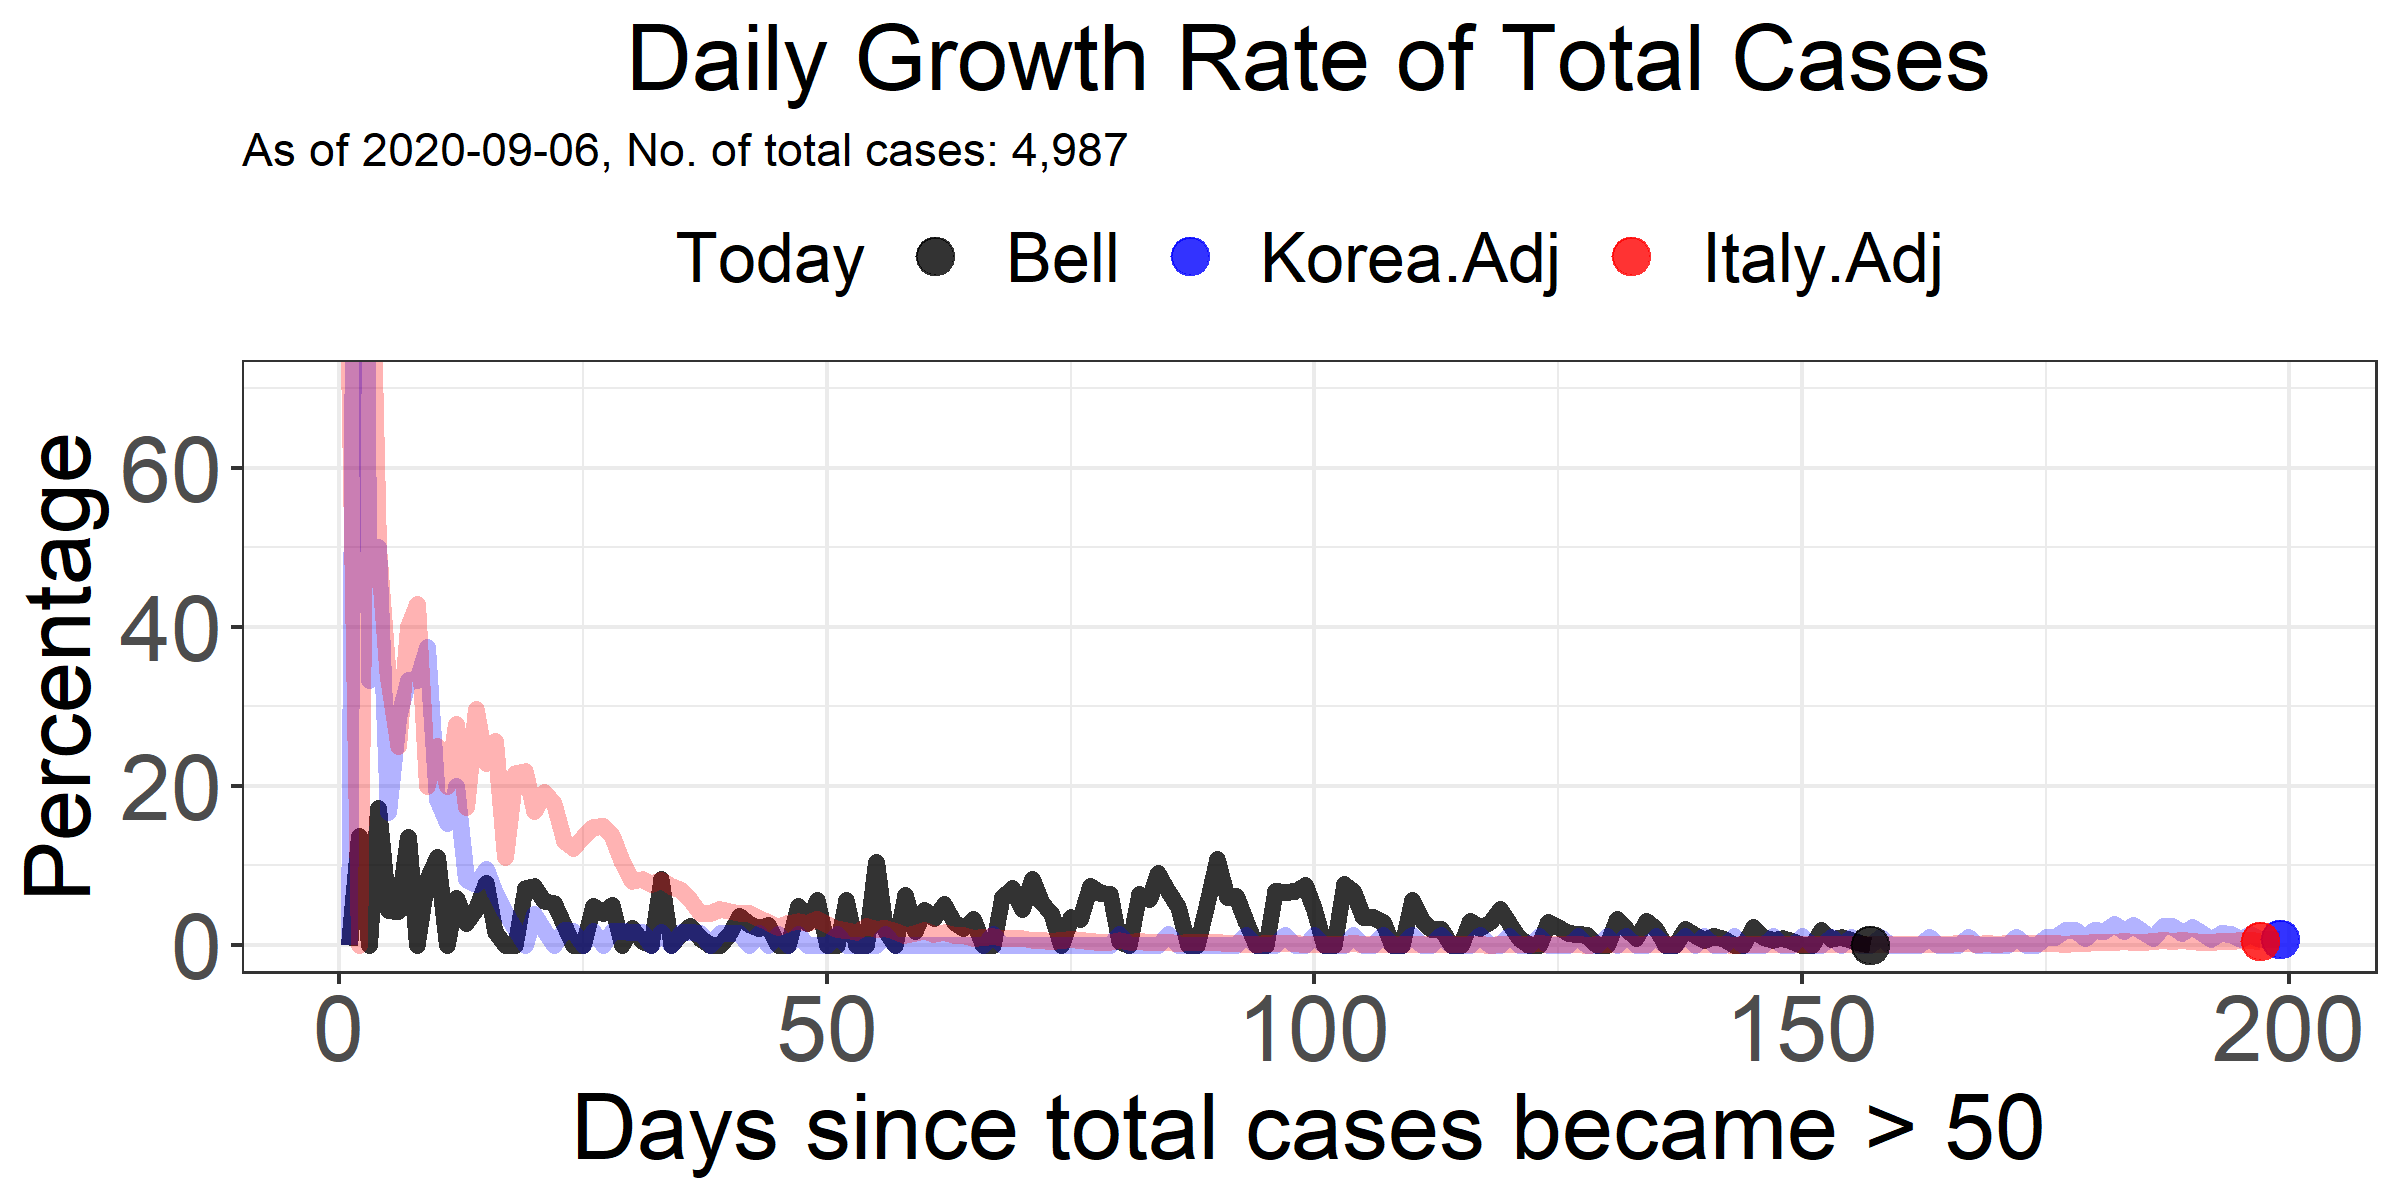 Daily Growth Rate of Total Cases
As of 2020-09-06, No. of total cases: 4,987
Today Bell Korea.Adj Italy.Adj
Percentage
60
40
20
0
0 50 100 150 200
Days since total cases became > 50